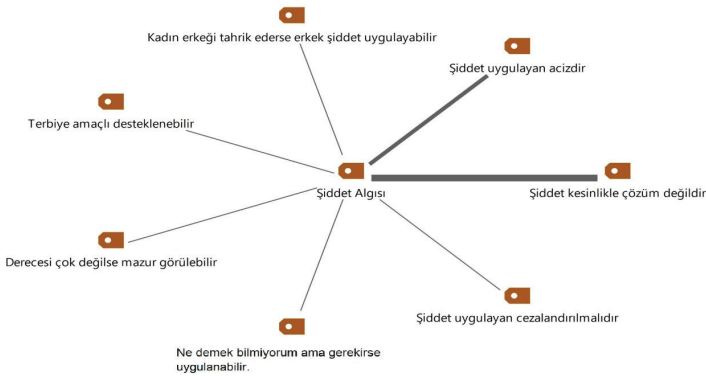 Kadın erkeği tahrik ederse erkek şiddet uygulayabilir
Şiddet uygulayan acizdir
Terbiye amaçlı desteklenebilir
Şiddet Algısı
Şiddet kesinlikle çözüm değildir
Derecesi çok değilse mazur görülebilir
Şiddet uygulayan cezalandırılmalıdır
Ne demek bilmiyorum ama gerekirse
uygulanabilir.